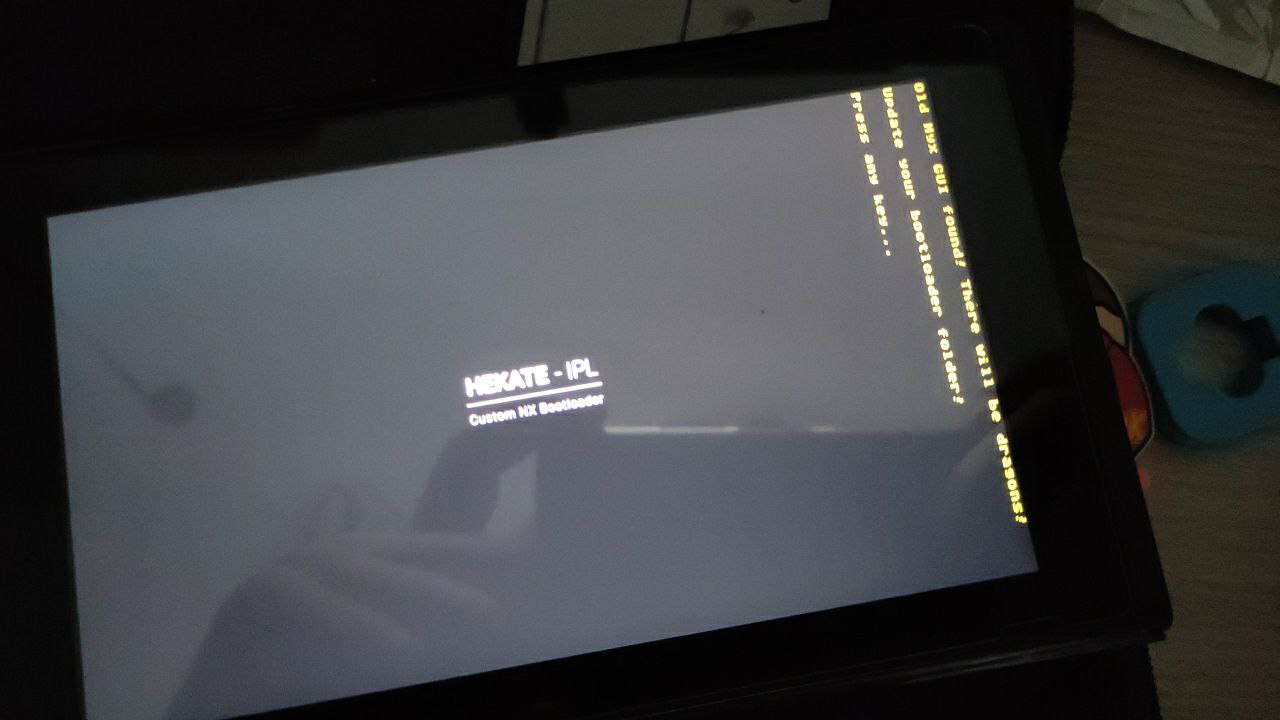 Old Nyx GUI found! There will be dragons!
Update your bootloader folder!
Press any key...
HEKATE - IPL
Custom NX Bootloader